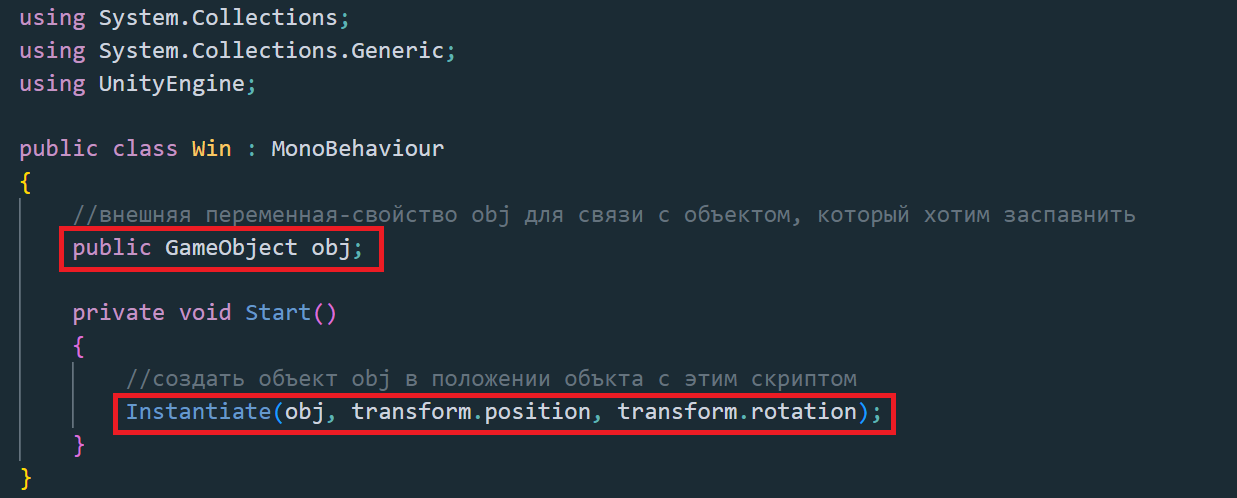 using System.Collections;
using System.Collections.Generic;
using UnityEngine;
public class Win : MonoBehaviour
{
//внешняя переменная-свойство obj для связи с объектом, который хотим заспавнить
public GameObject obj;
private void Start()
{
//создать объект obj в положении объкта с этим скриптом
Instantiate(obj, transform.position, transform.rotation);
}
}